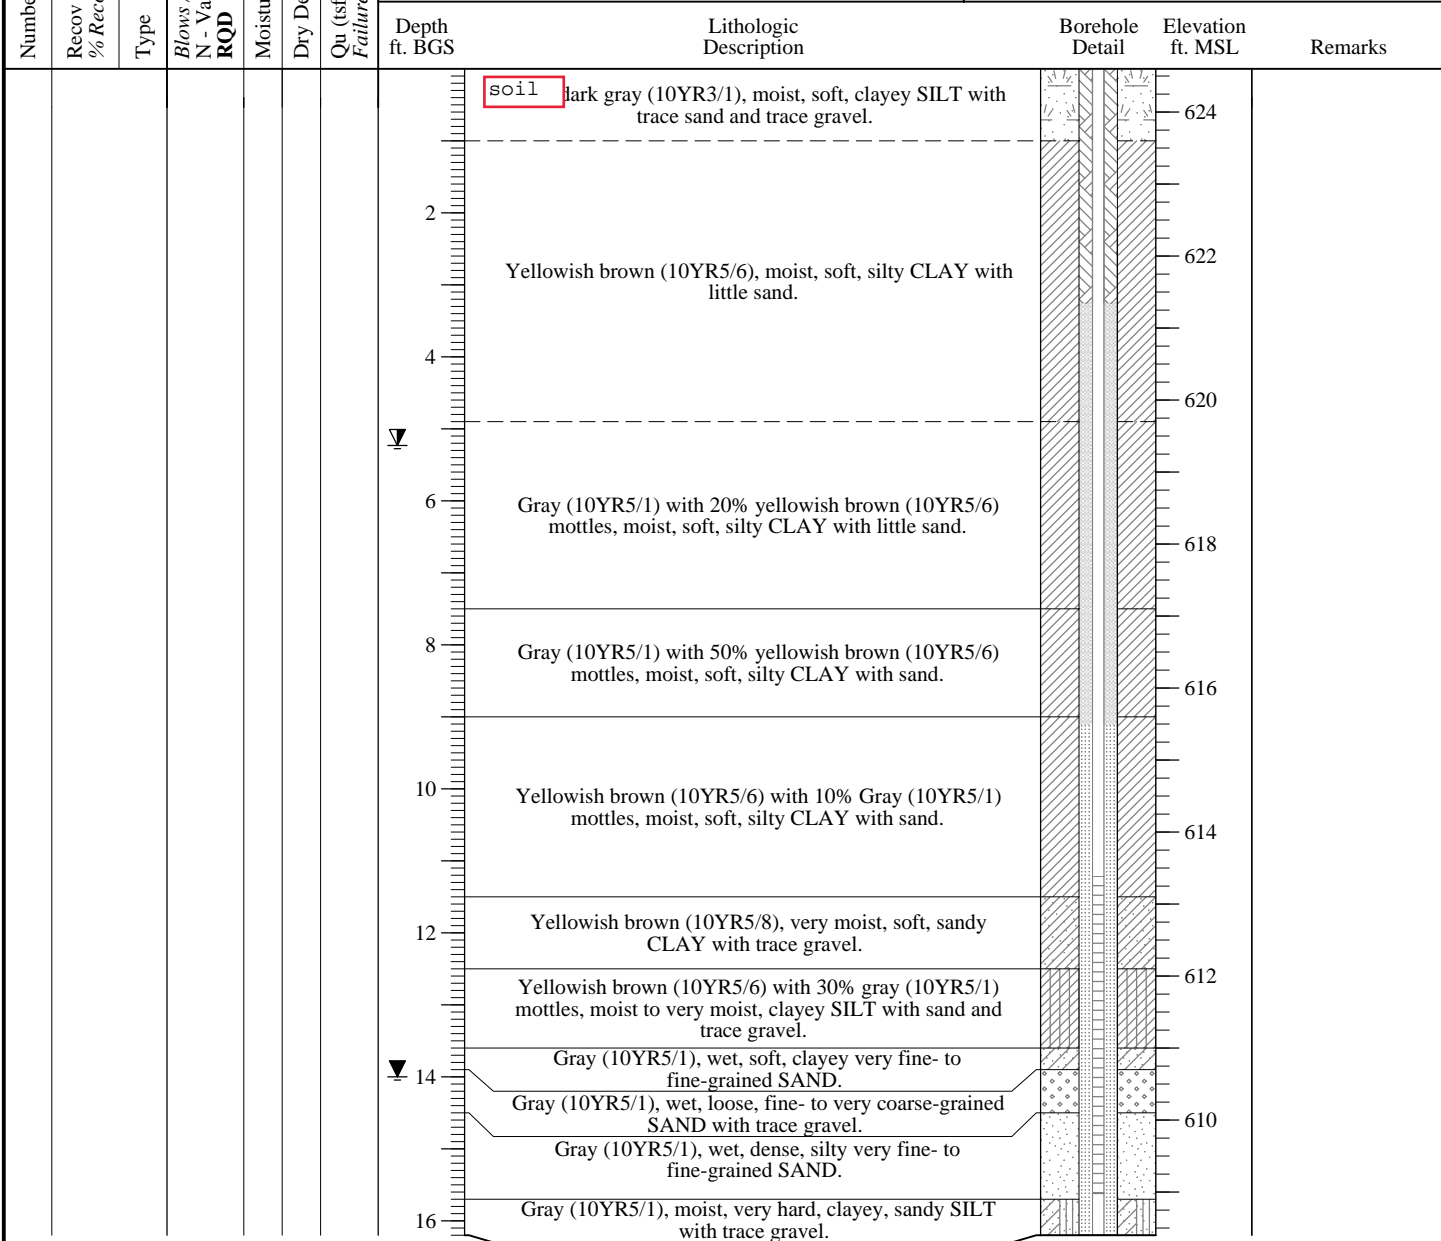 Numbe
Recov
% Rece
Type
Blows
N - Va
RQD
Moistu
Dry De
Qu (tsf
Failure
Depth
ft. BGS
Lithologic
Description
Borehole
Detail
Elevation
ft. MSL
Remarks
soil dark gray (10YR3/1), moist, soft, clayey SILT with
trace sand and trace gravel.
624
2
Yellowish brown (10YR5/6), moist, soft, silty CLAY with
little sand.
622
4
620
6
Gray (10YR5/1) with 20% yellowish brown (10YR5/6)
mottles, moist, soft, silty CLAY with little sand.
618
8
Gray (10YR5/1) with 50% yellowish brown (10YR5/6)
mottles, moist, soft, silty CLAY with sand.
616
10
Yellowish brown (10YR5/6) with 10% Gray (10YR5/1)
mottles, moist, soft, silty CLAY with sand.
614
12
Yellowish brown (10YR5/8), very moist, soft, sandy
CLAY with trace gravel.
612
Yellowish brown (10YR5/6) with 30% gray (10YR5/1)
mottles, moist to very moist, clayey SILT with sand and
trace gravel.
14
Gray (10YR5/1), wet, soft, clayey very fine- to
fine-grained SAND.
Gray (10YR5/1), wet, loose, fine- to very coarse-grained
SAND with trace gravel.
610
Gray (10YR5/1), wet, dense, silty very fine- to
fine-grained SAND.
16
Gray (10YR5/1), moist, very hard, clayey, sandy SILT
with trace gravel.